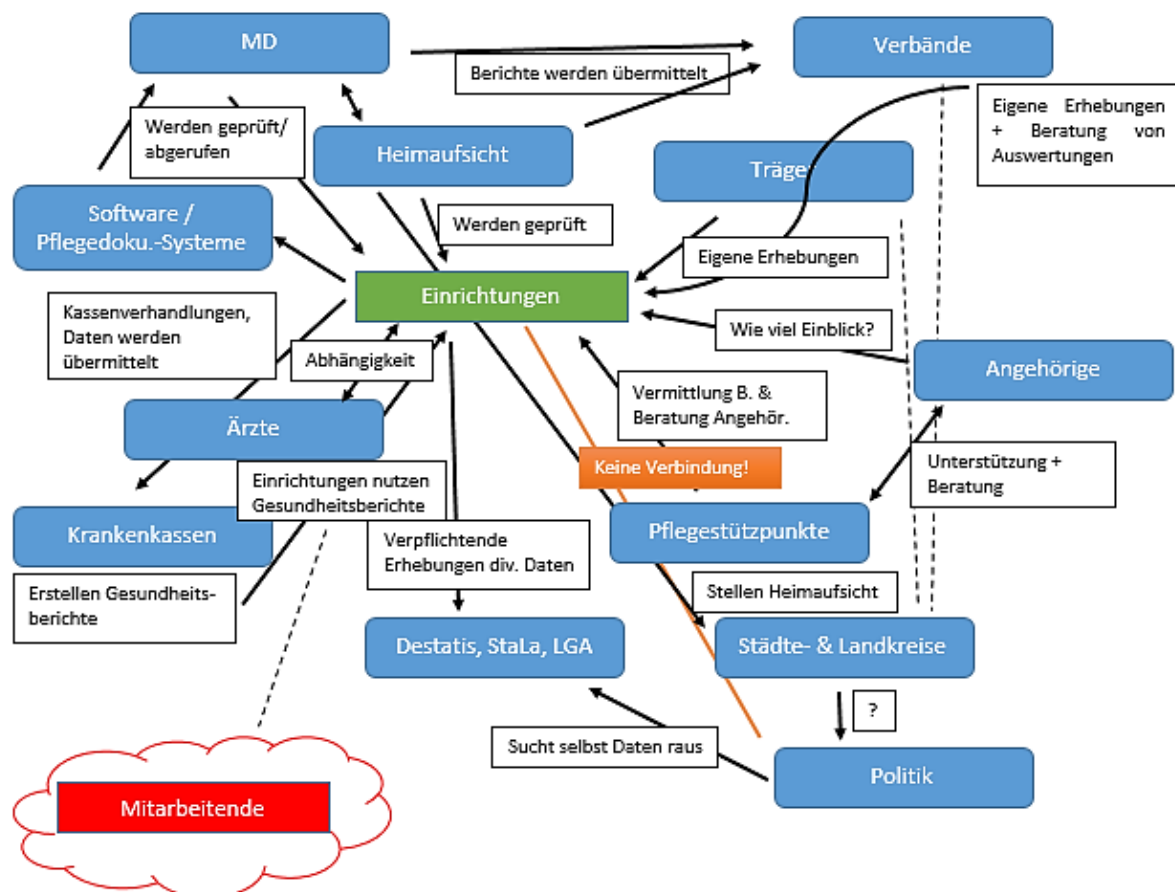 MD
Verbände
Berichte werden übermittelt
Eigene Erhebungen
+ Beratung von
Auswertungen
Werden geprüft/
abgerufen
Heimaufsicht
Träger
Software /
Pflegedoku.-Systeme
Werden geprüft
Eigene Erhebungen
Einrichtungen
Kassenverhandlungen,
Daten werden
übermittelt
Wie viel Einblick?
Abhängigkeit
Angehörige
Vermittlung B. &
Beratung Angehör.
Ärzte
Keine Verbindung!
Unterstützung +
Beratung
Einrichtungen nutzen
Gesundheitsberichte
Krankenkassen
Pflegestützpunkte
Verpflichtende
Erhebungen div. Daten
Erstellen Gesundheits-
berichte
Stellen Heimaufsicht
Destatis, StaLa, LGA
Städte- & Landkreise
?
Sucht selbst Daten raus
Politik
Mitarbeitende